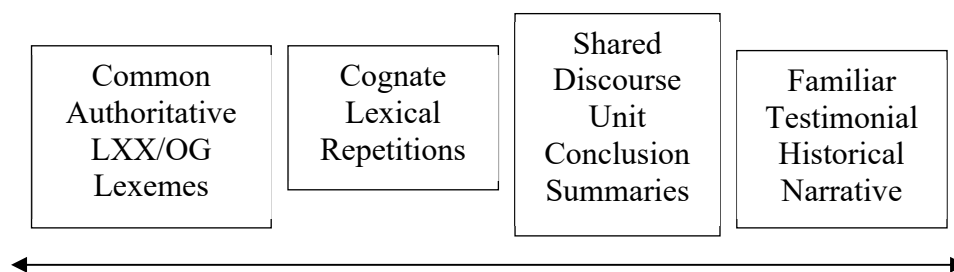 Common
Authoritative
LXX/OG
Lexemes
Cognate
Lexical
Repetitions
Shared
Discourse
Unit
Conclusion
Summaries
Familiar
Testimonial
Historical
Narrative